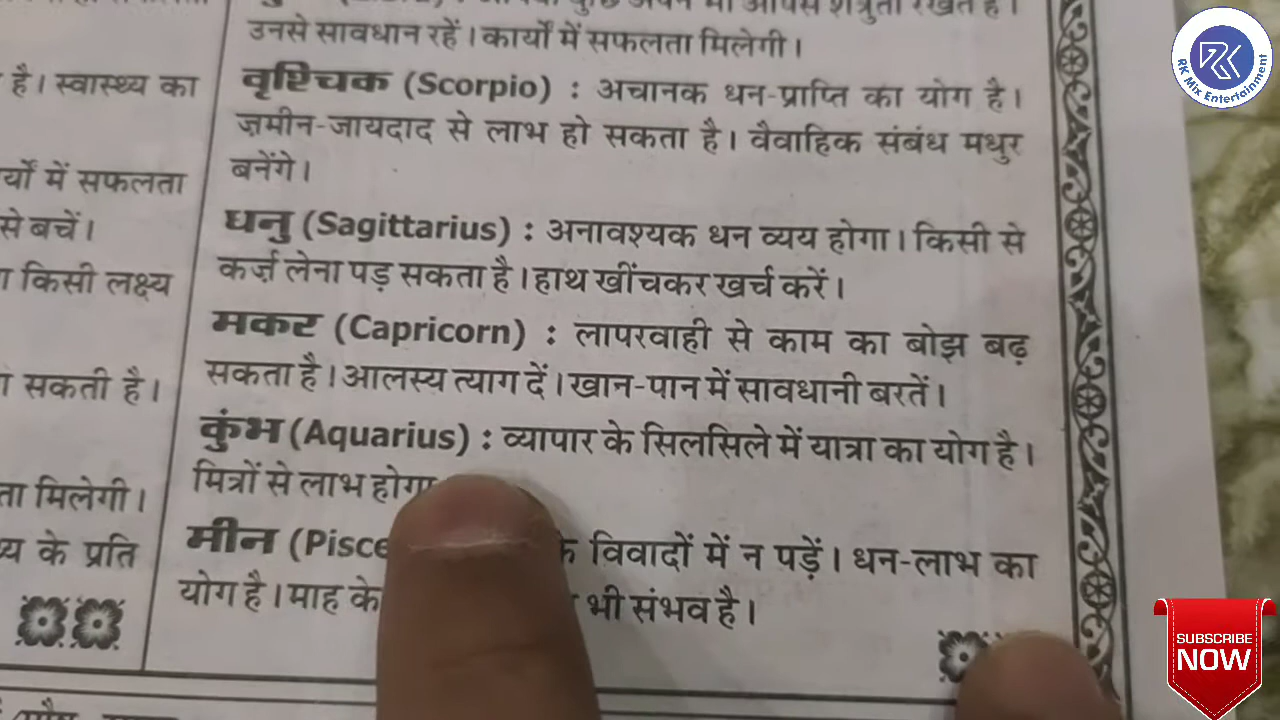 है। स्वास्थ्य का
र्यों में सफलता
से बचें।
किसी लक्ष्य
सकती है।
ता मिलेगी।
के प्रति
उनसे सावधान रहें। कार्यों में सफलता मिलेगी।
वृश्चिक (Scorpio) : अचानक धन-प्राप्ति का योग है।
ज़मीन-जायदाद से लाभ हो सकता है। वैवाहिक संबंध मधुर
बनेंगे।
धनु (Sagittarius) : अनावश्यक धन व्यय होगा। किसी से
कर्ज़ लेना पड़ सकता है। हाथ खींचकर खर्च करें।
मकर (Capricorn) : लापरवाही से काम का बोझ बढ़
सकता है। आलस्य त्याग दें। खान-पान में सावधानी बरतें।
कुंभ (Aquarius) : व्यापार के सिलसिले में यात्रा का योग है।
मित्रों से लाभ होगा
मीन (Pisce विवादों में न पड़ें। धन-लाभ का
योग है। माह के भी संभव है।
RK Mix Entertainment
SUBSCRIBE
NOW